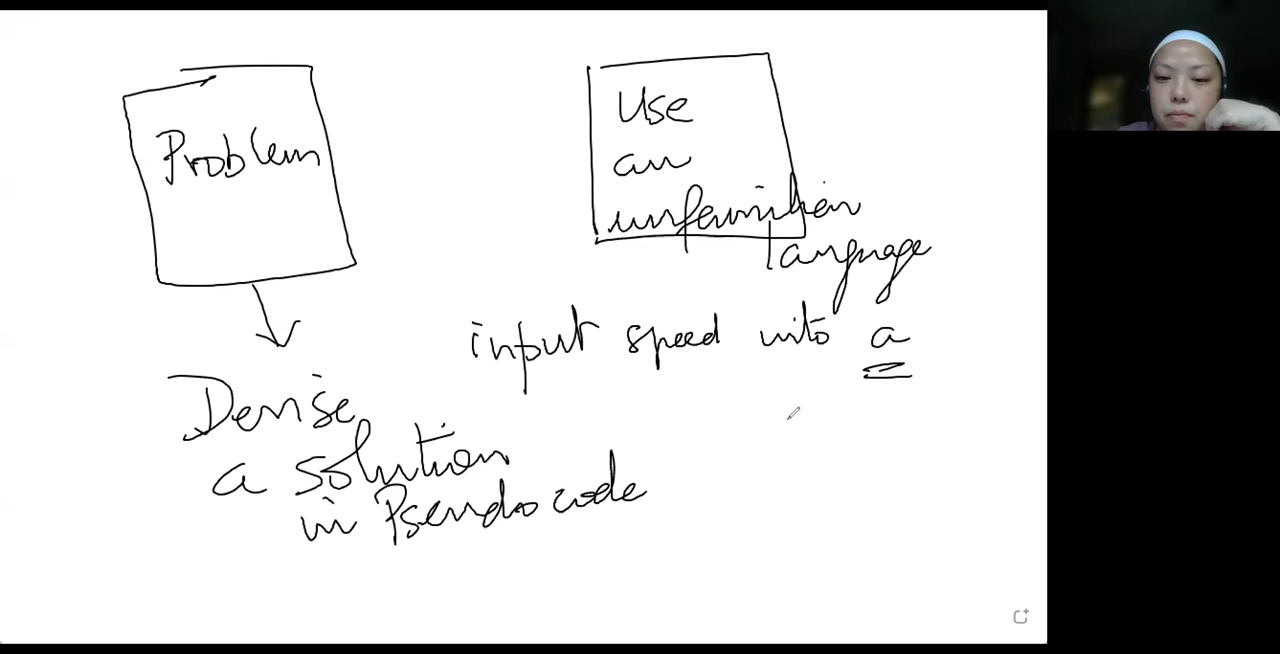 Problem
Use
an
unfamiliar
language
input speed into a
Devise
a solution
in Pseudocode